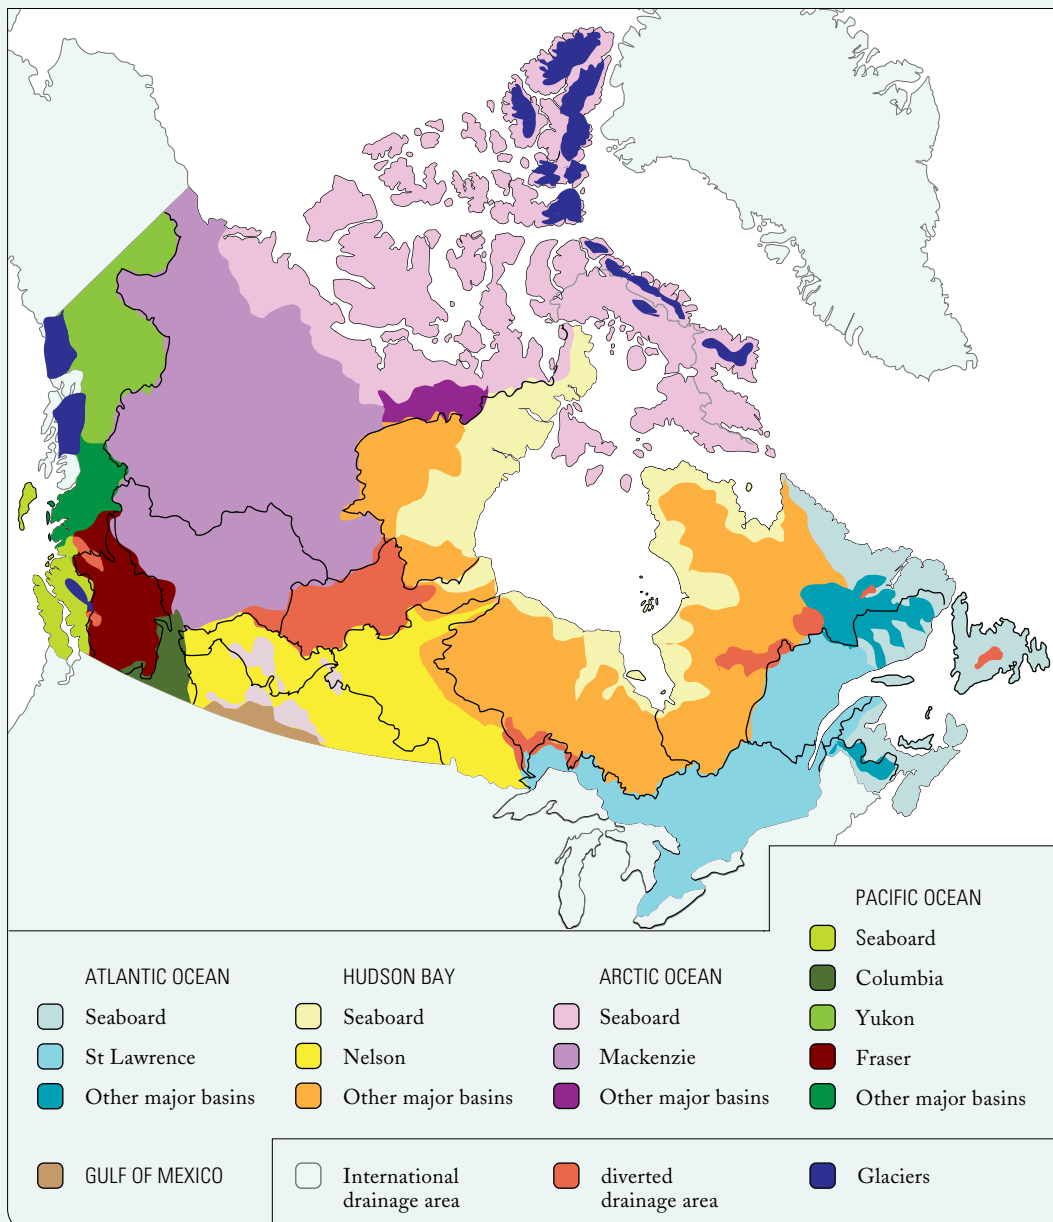 PACIFIC OCEAN
Seaboard
Columbia
Yukon
Fraser
Other major basins
ATLANTIC OCEAN
Seaboard
St Lawrence
Other major basins
HUDSON BAY
Seaboard
Nelson
Other major basins
ARCTIC OCEAN
Seaboard
Mackenzie
Other major basins
GULF OF MEXICO
International
drainage area
diverted
drainage area
Glaciers